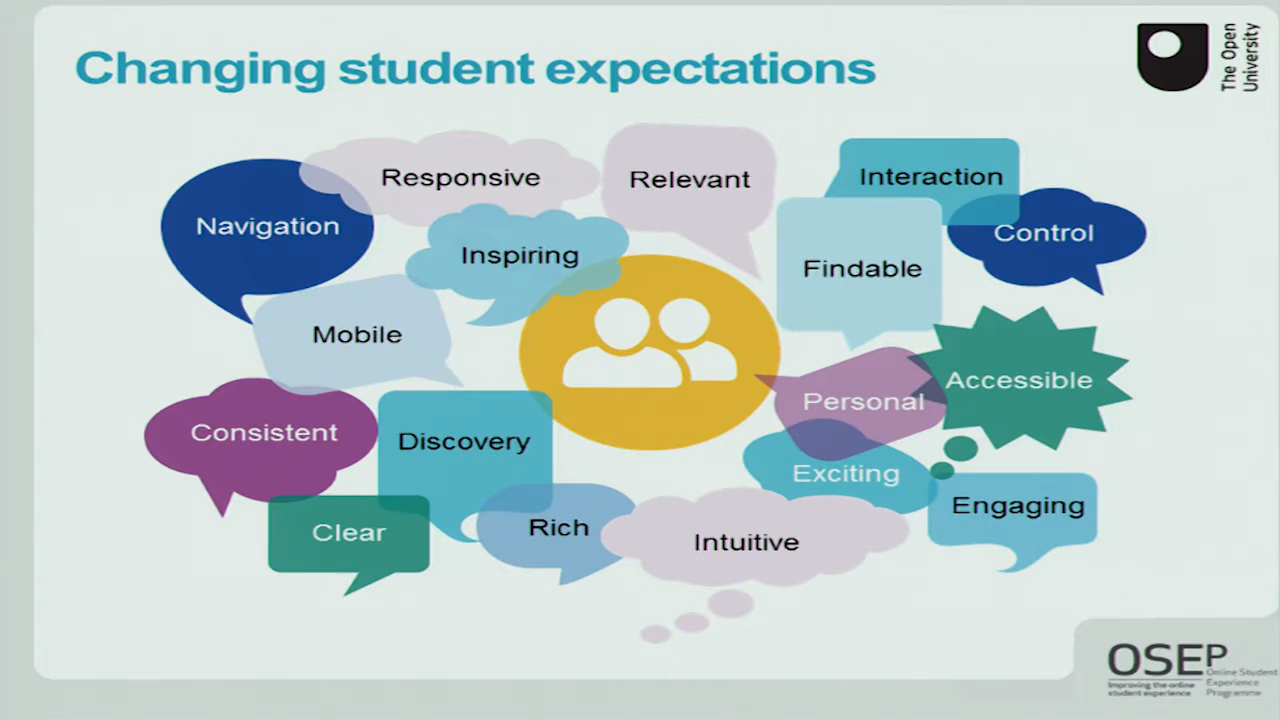 Changing student expectations
The Open
University
Responsive
Relevant
Interaction
Navigation
Control
Inspiring
Findable
Mobile
Accessible
Personal
Consistent
Discovery
Exciting
Engaging
Clear
Rich
Intuitive
OSEP
Improving the online
student experience
Online Student
Experience
Programme